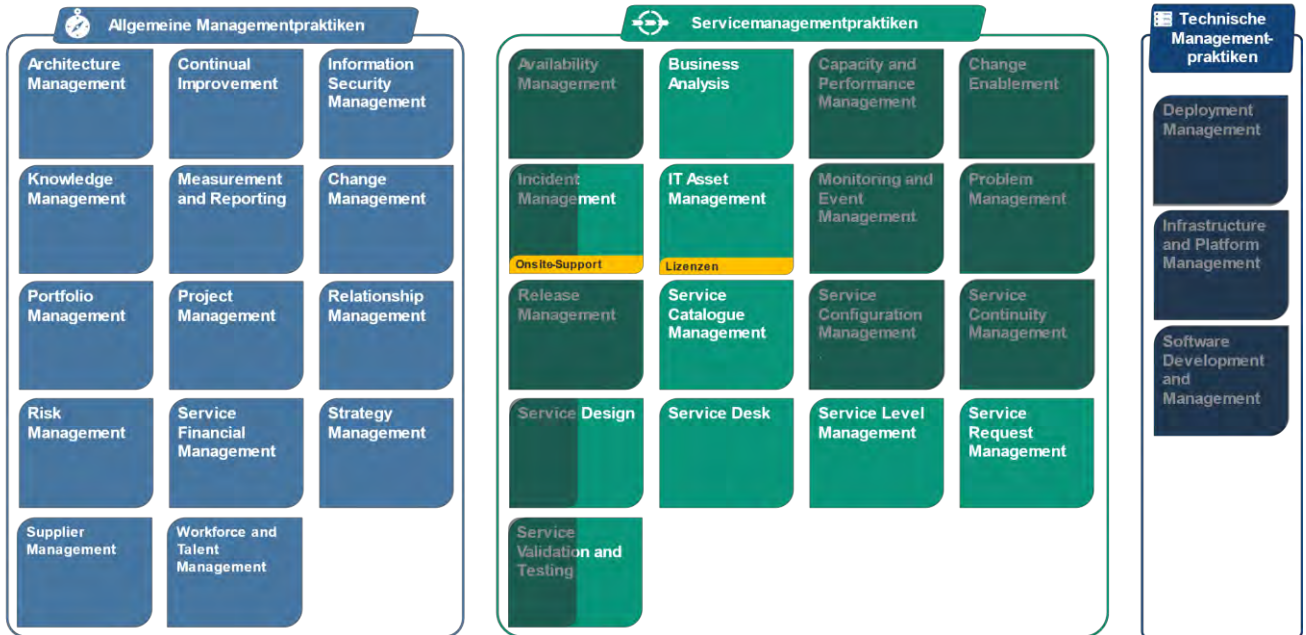 Allgemeine Managementpraktiken
Architecture
Management
Continual
Improvement
Information
Security
Management
Knowledge
Management
Measurement
and Reporting
Change
Management
Portfolio
Management
Project
Management
Relationship
Management
Risk
Management
Service
Financial
Management
Strategy
Management
Supplier
Management
Workforce and
Talent
Management
Servicemanagementpraktiken
Availability
Management
Business
Analysis
Capacity and
Performance
Management
Change
Enablement
Incident
Management
Onsite-Support
IT Asset
Management
Lizenzen
Monitoring and
Event
Management
Problem
Management
Release
Management
Service
Catalogue
Management
Service
Configuration
Management
Service
Continuity
Management
Service Design
Service Desk
Service Level
Management
Service
Request
Management
Service
Validation and
Testing
Technische
Management-
praktiken
Deployment
Management
Infrastructure
and Platform
Management
Software
Development
and
Management